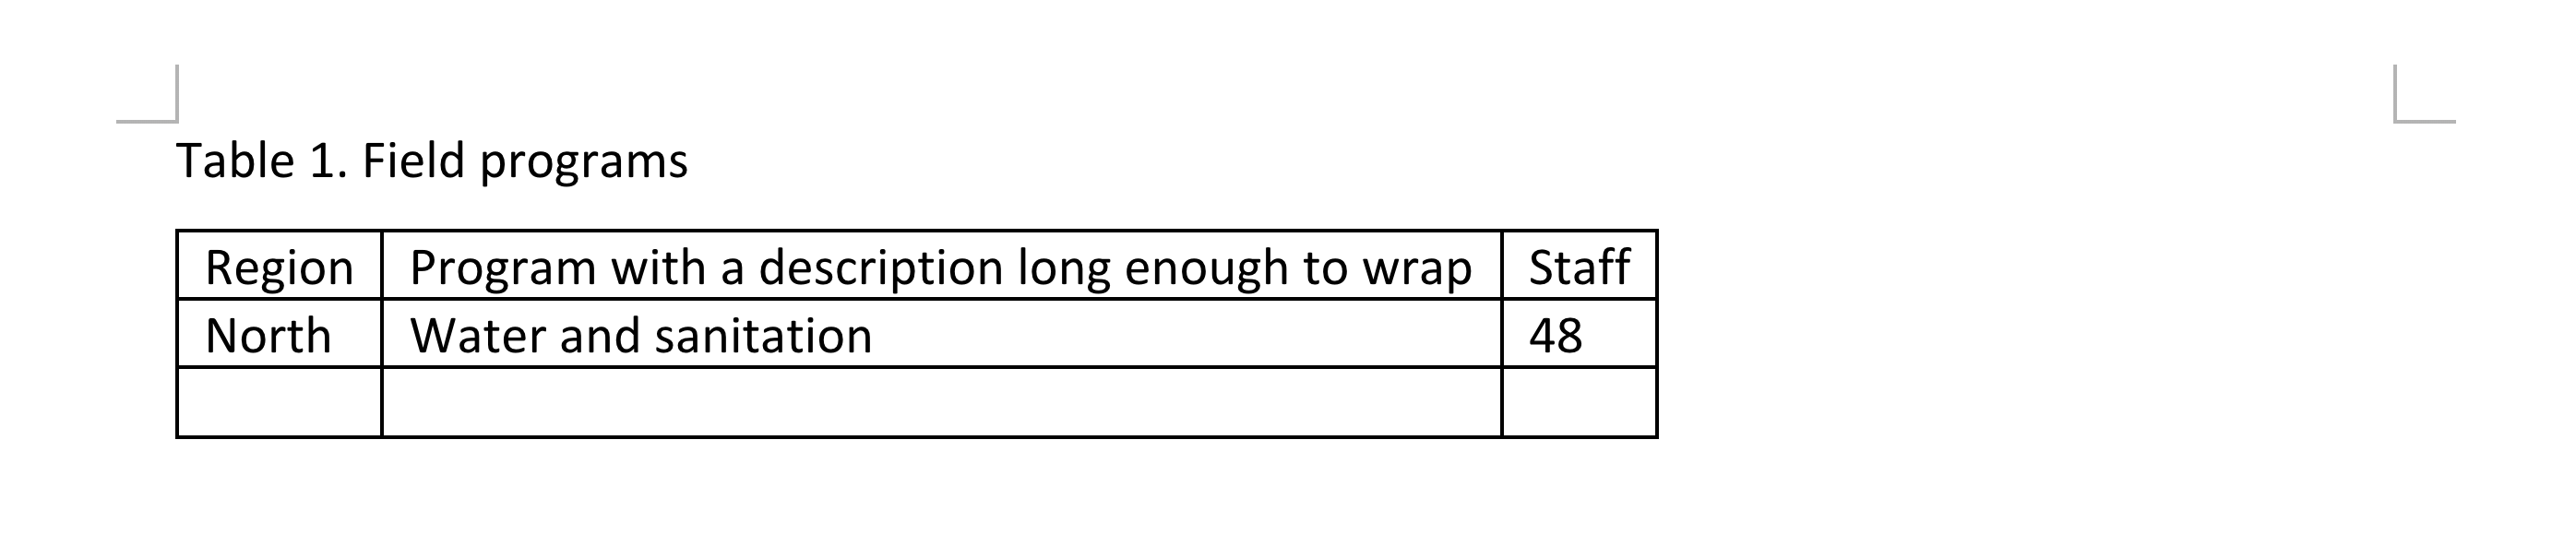 Table 1. Field programs
Region Program with a description long enough to wrap Staff
North Water and sanitation 48